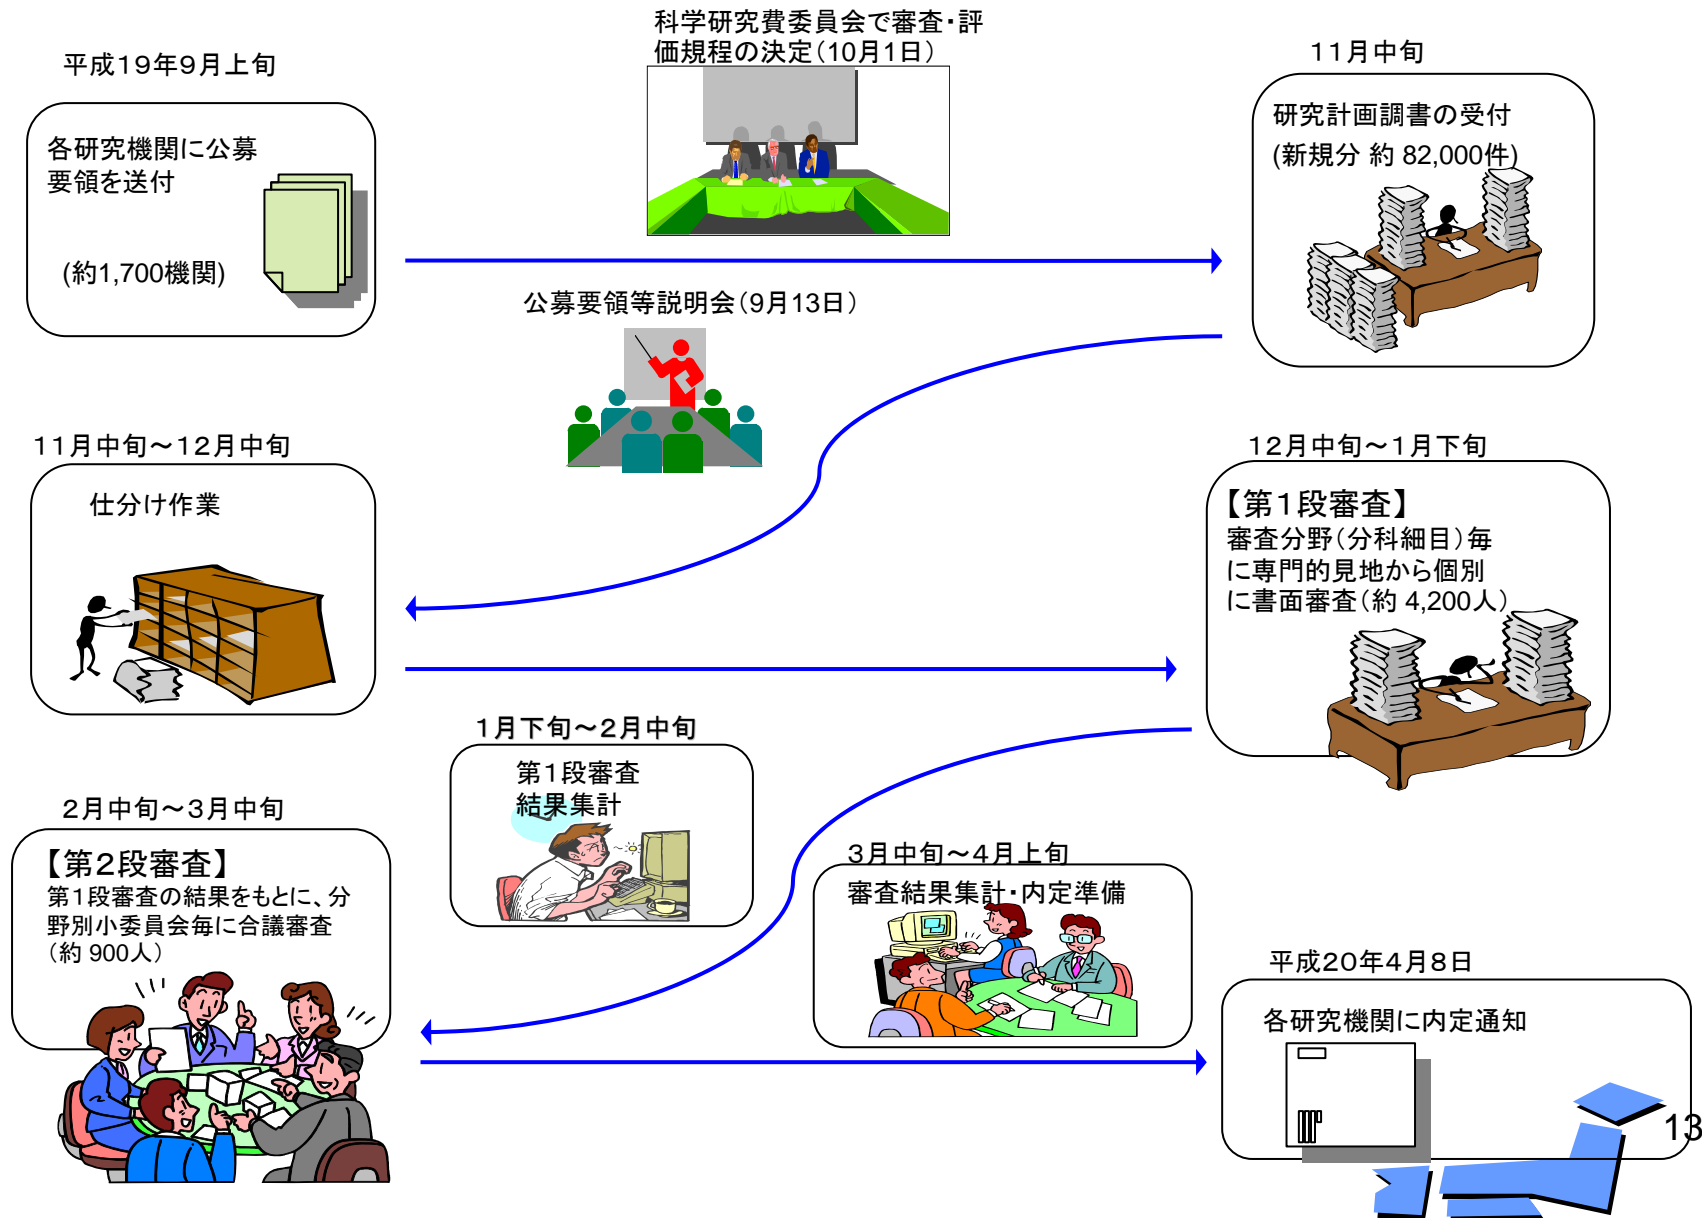 平成19年9月上旬
各研究機関に公募
要領を送付
(約1,700機関)
科学研究費委員会で審査・評
価規程の決定(10月1日)
公募要領等説明会(9月13日)
11月中旬
研究計画調書の受付
(新規分 約 82,000件)
11月中旬～12月中旬
仕分け作業
12月中旬～1月下旬
【第1段審査】
審査分野(分科細目)毎
に専門的見地から個別
に書面審査(約 4,200人)
1月下旬～2月中旬
第1段審査
結果集計
2月中旬～3月中旬
【第2段審査】
第1段審査の結果をもとに、分
野別小委員会毎に合議審査
(約 900人)
3月中旬～4月上旬
審査結果集計・内定準備
平成20年4月8日
各研究機関に内定通知
13